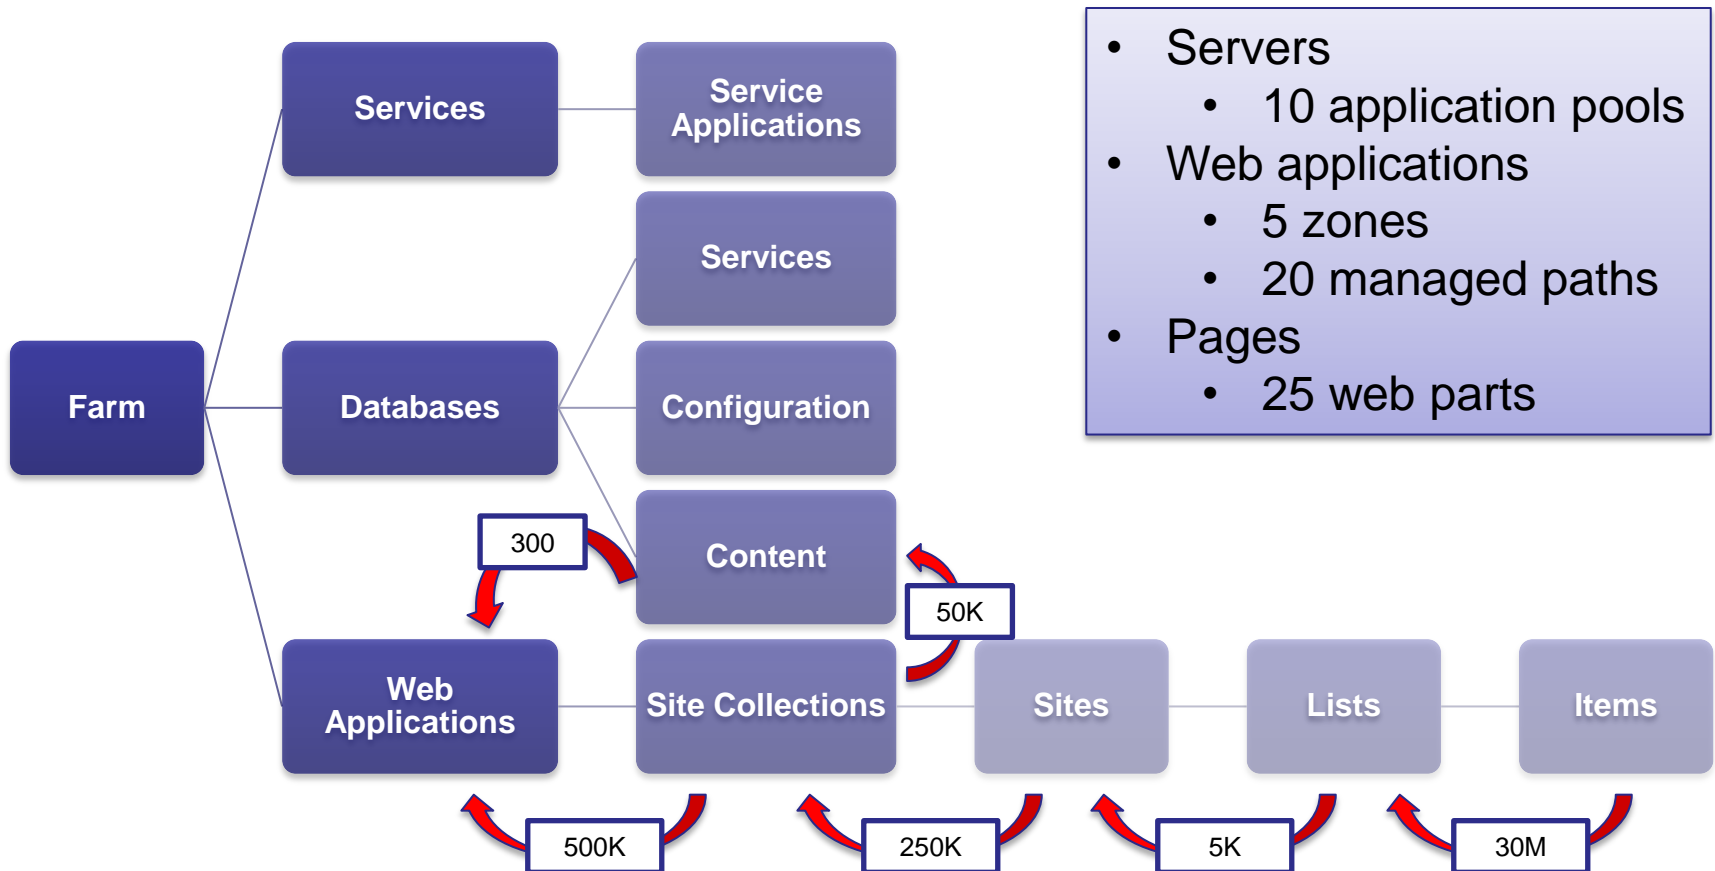 Services
Service
Applications
• Servers
• 10 application pools
• Web applications
• 5 zones
• 20 managed paths
• Pages
• 25 web parts
Services
Farm
Databases
Configuration
300
Content
50K
Web
Applications
Site Collections
Sites
Lists
Items
500K
250K
5K
30M